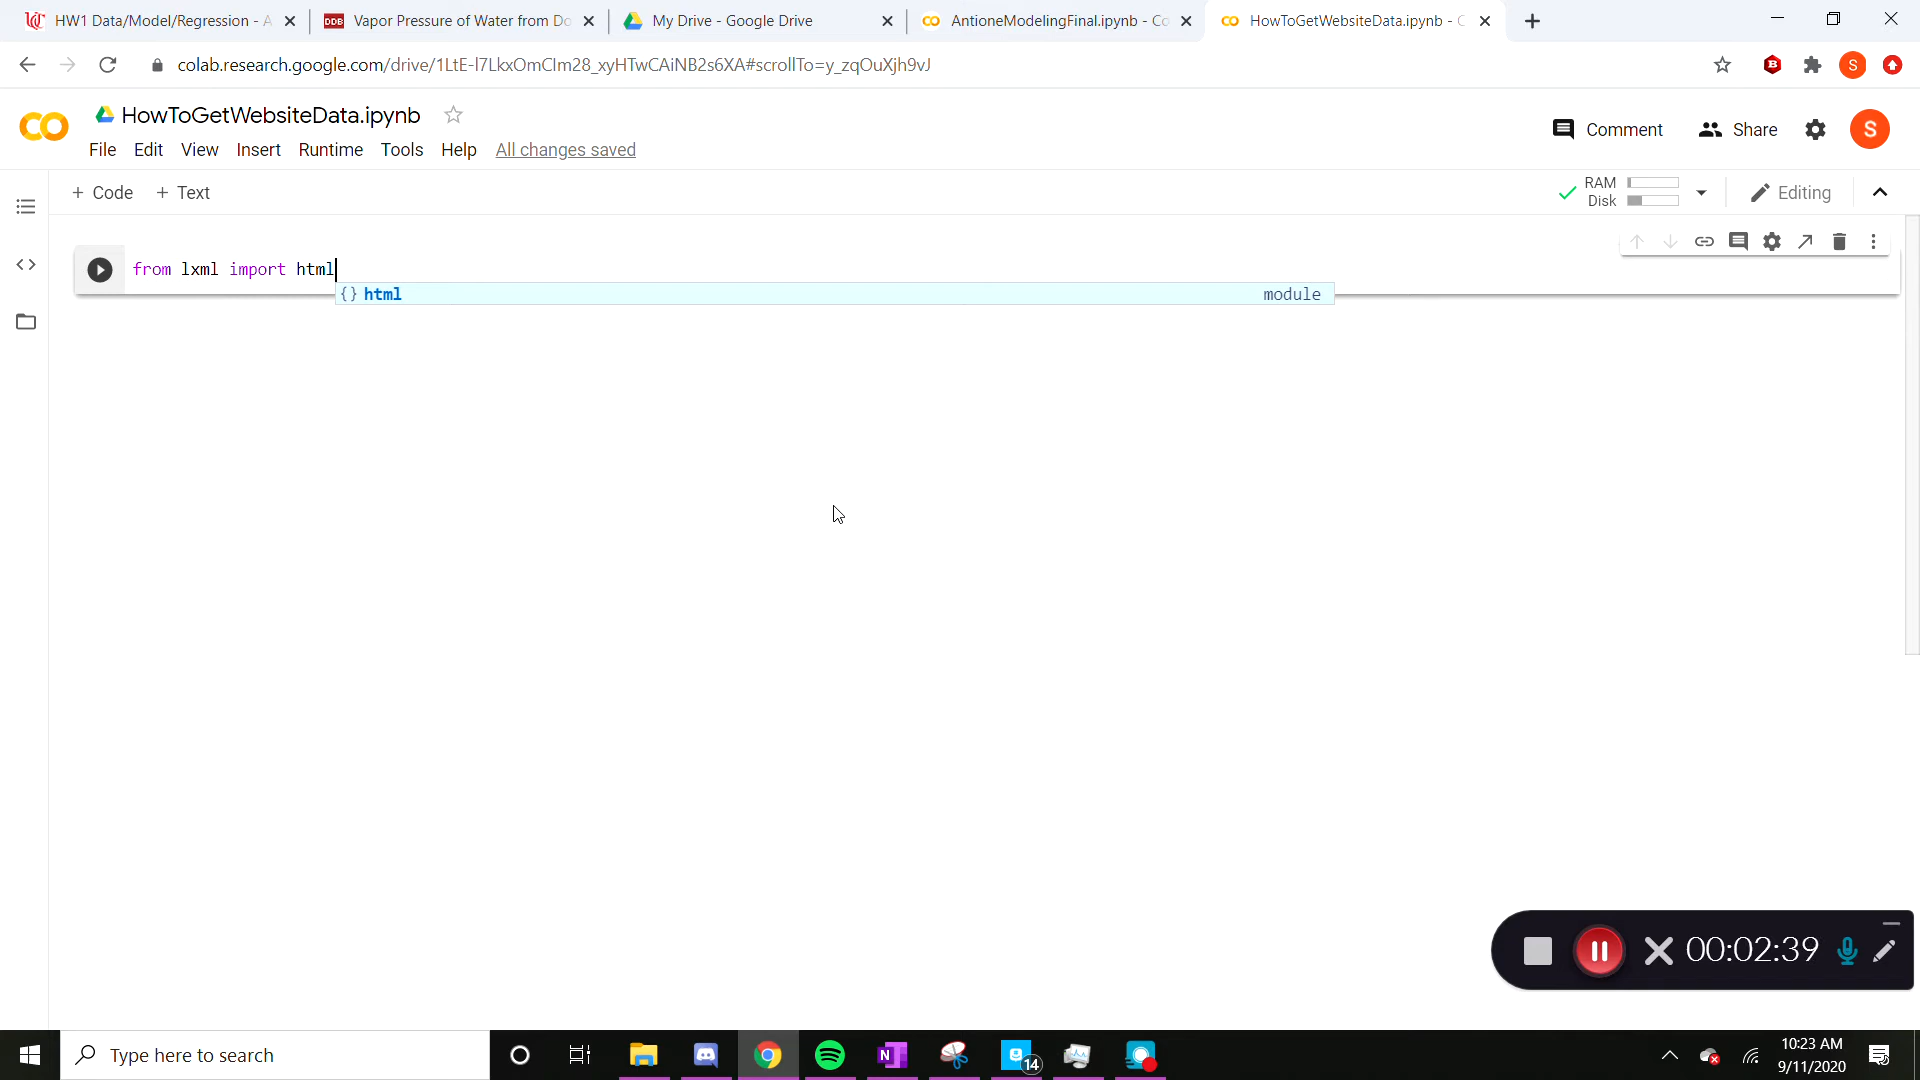 HW1 Data/Model/Regression - A
DDB Vapor Pressure of Water from Do
My Drive - Google Drive
AntioneModelingFinal.ipynb - Co
HowToGetWebsiteData.ipynb - C
colab.research.google.com/drive/1LtE-l7LkxOmCIm28_xyHTwCAiNB2s6XA#scrollTo=y_zqOuXjh9vJ
S
HowToGetWebsiteData.ipynb
Comment
Share
S
File Edit View Insert Runtime Tools Help All changes saved
+ Code + Text
RAM
Disk
Editing
from lxml import html
{} html module
00:02:39
Type here to search
N
14
10:23 AM
9/11/2020